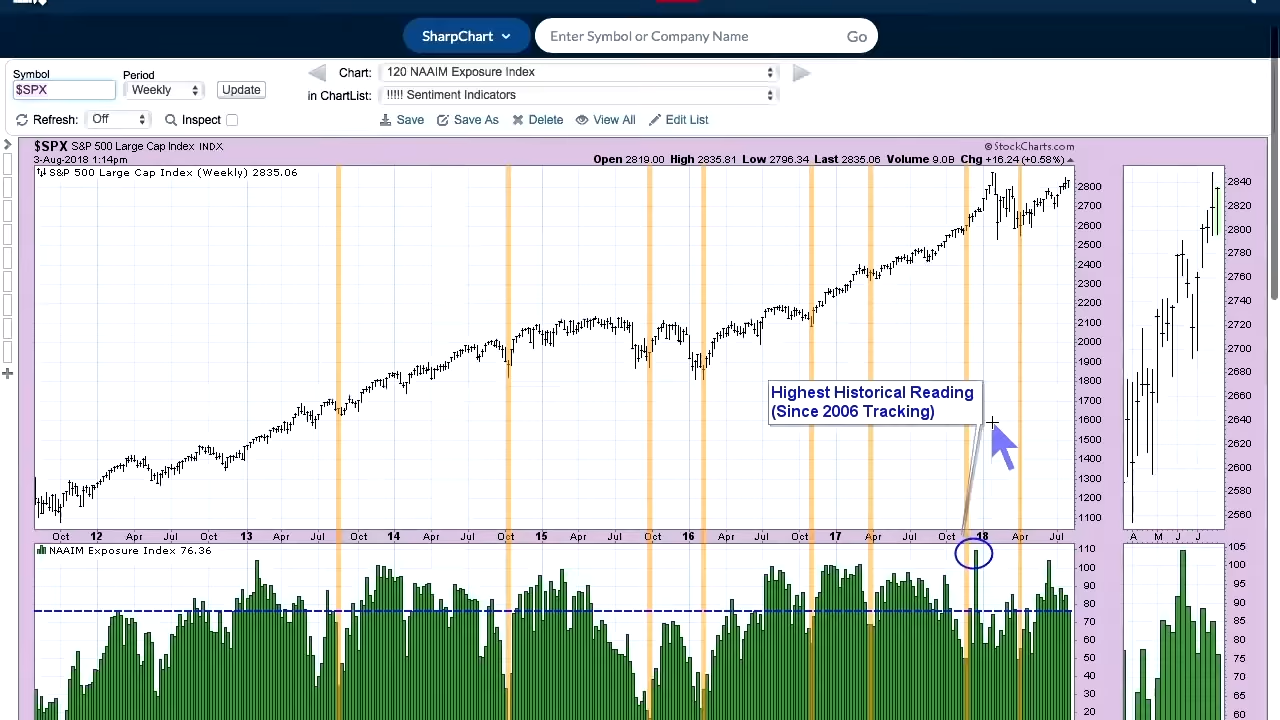 SharpChart
Enter Symbol or Company Name
Go
Symbol
Period
$SPX
Weekly
Update
Chart:
120 NAAIM Exposure Index
in ChartList:
!!!!! Sentiment Indicators
Refresh:
Off
Inspect
Save
Save As
Delete
View All
Edit List
$SPX S&P 500 Large Cap Index INDX
© StockCharts.com
3-Aug-2018 1:14pm
Open 2819.00 High 2835.81 Low 2796.34 Last 2835.06 Volume 9.0B Chg +16.24 (+0.58%)
S&P 500 Large Cap Index (Weekly) 2835.06
2800
2700
2600
2500
2400
2300
2200
2100
2000
1900
1800
1700
1600
1500
1400
1300
1200
1100
2840
2820
2800
2780
2760
2740
2720
2700
2680
2660
2640
2620
2600
2580
2560
Highest Historical Reading
(Since 2006 Tracking)
Oct 12 Apr Jul Oct 13 Apr Jul Oct 14 Apr Jul Oct 15 Apr Jul Oct 16 Apr Jul Oct 17 Apr Jul Oct 18 Apr Jul
A M J J
NAAIM Exposure Index 76.36
110
100
90
80
70
60
50
40
30
20
105
100
95
90
85
80
75
70
65
60